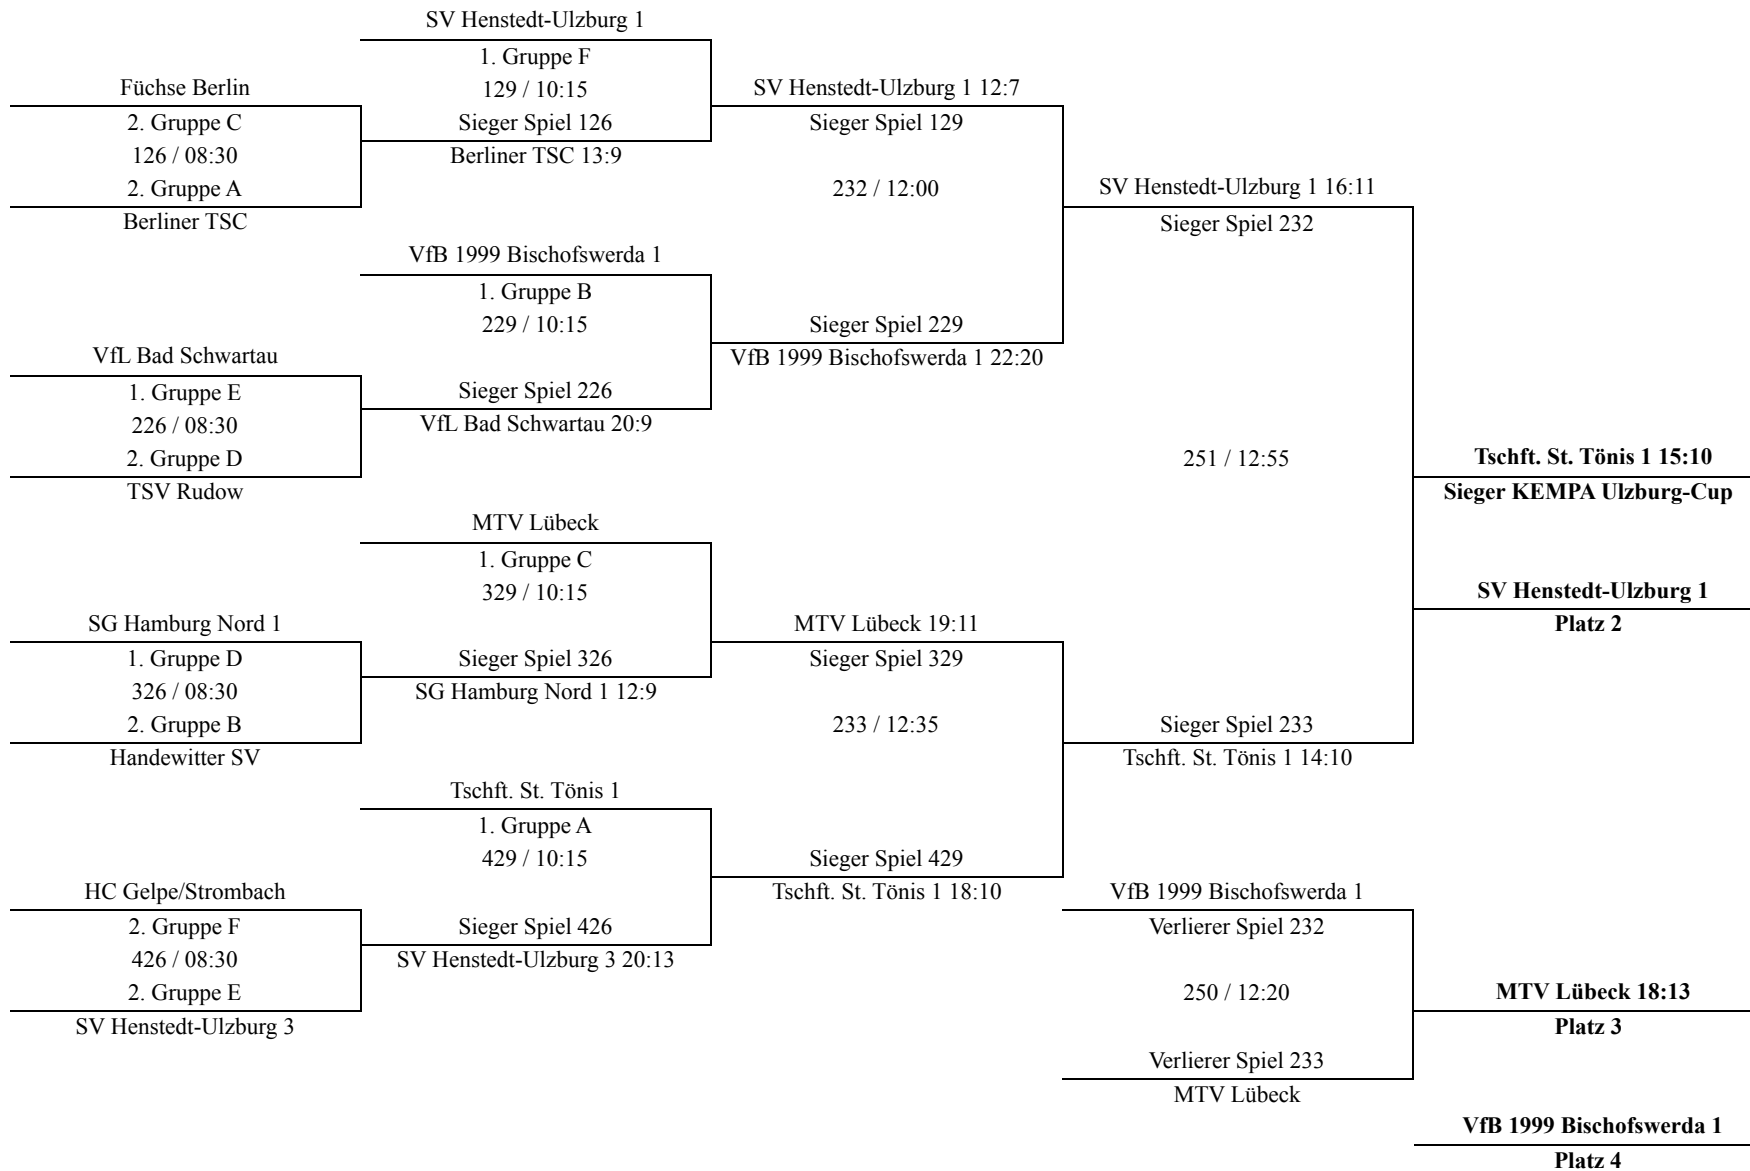 SV Henstedt-Ulzburg 1
1. Gruppe F
Füchse Berlin
129 / 10:15
SV Henstedt-Ulzburg 1 12:7
2. Gruppe C
Sieger Spiel 126
Sieger Spiel 129
126 / 08:30
Berliner TSC 13:9
2. Gruppe A
232 / 12:00
SV Henstedt-Ulzburg 1 16:11
Berliner TSC
Sieger Spiel 232
VfB 1999 Bischofswerda 1
1. Gruppe B
229 / 10:15
Sieger Spiel 229
VfL Bad Schwartau
VfB 1999 Bischofswerda 1 22:20
1. Gruppe E
Sieger Spiel 226
226 / 08:30
VfL Bad Schwartau 20:9
2. Gruppe D
251 / 12:55
Tschft. St. Tönis 1 15:10
TSV Rudow
Sieger KEMPA Ulzburg-Cup
MTV Lübeck
1. Gruppe C
329 / 10:15
SV Henstedt-Ulzburg 1
SG Hamburg Nord 1
MTV Lübeck 19:11
Platz 2
1. Gruppe D
Sieger Spiel 326
Sieger Spiel 329
326 / 08:30
SG Hamburg Nord 1 12:9
2. Gruppe B
233 / 12:35
Sieger Spiel 233
Handewitter SV
Tschft. St. Tönis 1 14:10
Tschft. St. Tönis 1
1. Gruppe A
429 / 10:15
Sieger Spiel 429
HC Gelpe/Strombach
Tschft. St. Tönis 1 18:10
VfB 1999 Bischofswerda 1
2. Gruppe F
Sieger Spiel 426
Verlierer Spiel 232
426 / 08:30
SV Henstedt-Ulzburg 3 20:13
2. Gruppe E
250 / 12:20
MTV Lübeck 18:13
SV Henstedt-Ulzburg 3
Platz 3
Verlierer Spiel 233
MTV Lübeck
VfB 1999 Bischofswerda 1
Platz 4